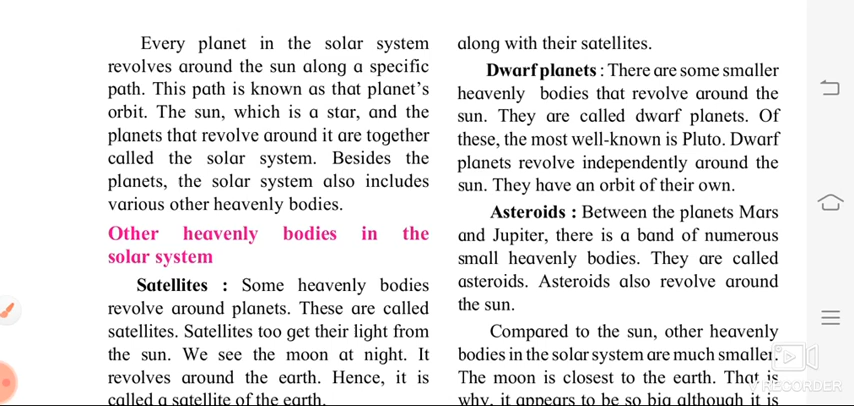 Every planet in the solar system
revolves around the sun along a specific
path. This path is known as that planet’s
orbit. The sun, which is a star, and the
planets that revolve around it are together
called the solar system. Besides the
planets, the solar system also includes
various other heavenly bodies.
Other heavenly bodies in the
solar system
Satellites : Some heavenly bodies
revolve around planets. These are called
satellites. Satellites too get their light from
the sun. We see the moon at night. It
revolves around the earth. Hence, it is
called a satellite of the earth.
along with their satellites.
Dwarf planets : There are some smaller
heavenly bodies that revolve around the
sun. They are called dwarf planets. Of
these, the most well-known is Pluto. Dwarf
planets revolve independently around the
sun. They have an orbit of their own.
Asteroids : Between the planets Mars
and Jupiter, there is a band of numerous
small heavenly bodies. They are called
asteroids. Asteroids also revolve around
the sun.
Compared to the sun, other heavenly
bodies in the solar system are much smaller.
The moon is closest to the earth. That is
why, it appears to be so big although it is
RECORDER